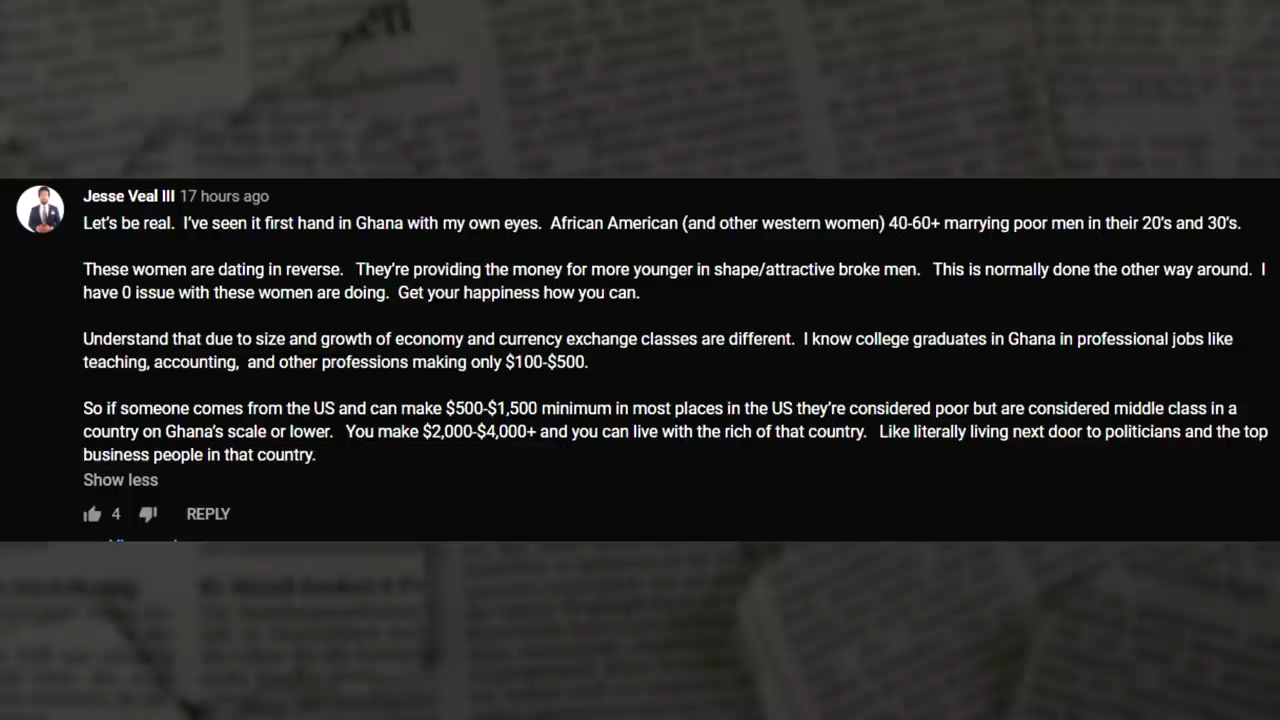 Jesse Veal III 17 hours ago
Let's be real.  I've seen it first hand in Ghana with my own eyes.  African American (and other western women) 40-60+ marrying poor men in their 20's and 30's.
These women are dating in reverse.   They're providing the money for more younger in shape/attractive broke men.   This is normally done the other way around.  I
have 0 issue with these women are doing.  Get your happiness how you can.
Understand that due to size and growth of economy and currency exchange classes are different.  I know college graduates in Ghana in professional jobs like
teaching, accounting,  and other professions making only $100-$500.
So if someone comes from the US and can make $500-$1,500 minimum in most places in the US they're considered poor but are considered middle class in a
country on Ghana's scale or lower.   You make $2,000-$4,000+ and you can live with the rich of that country.   Like literally living next door to politicians and the top
business people in that country.
Show less
4 REPLY